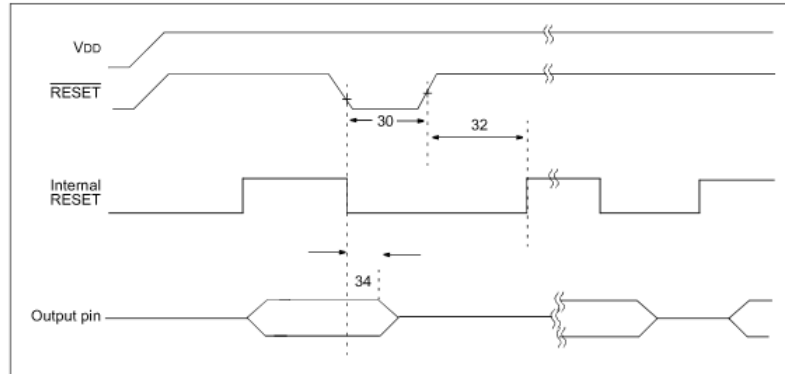 VDD
RESET
30
32
Internal
RESET
34
Output pin